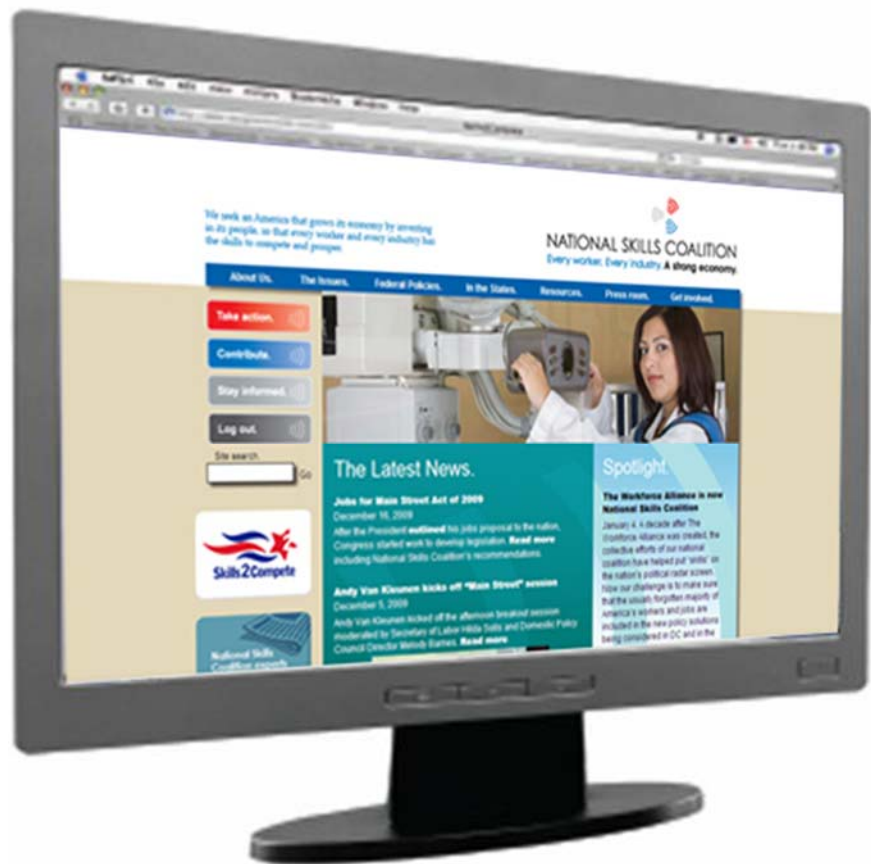 Window Help
We seek an America that grows its economy by investing
in its people, so that every worker and every industry has
the skills to compete and prosper.
NATIONAL SKILLS COALITION
Every worker. Every industry. A strong economy.
About Us. The Issues. Federal Policies. In the States. Resources. Press room. Get involved.
Take action.
Contribute.
Stay informed.
Log out.
Site search.
Go
Skills2Compete
National Skills
Coalition experts
The Latest News.
Jobs for Main Street Act of 2009
December 16, 2009
After the President outlined his jobs proposal to the nation,
Congress started work to develop legislation. Read more
including National Skills Coalition's recommendations.
Andy Van Kleunen kicks off "Main Street" session
December 5, 2009
Andy Van Kleunen kicked off the afternoon breakout session
moderated by Secretary of Labor Hilda Solis and Domestic Policy
Council Director Melody Barnes. Read more
Spotlight.
The Workforce Alliance is now
National Skills Coalition
January 4. A decade after The
Workforce Alliance was created, the
collective efforts of our national
coalition have helped put 'skills' on
the nation's political radar screen.
Now our challenge is to make sure
that the usually forgotten majority of
America's workers and jobs are
included in the new policy solutions
being considered in DC and in the